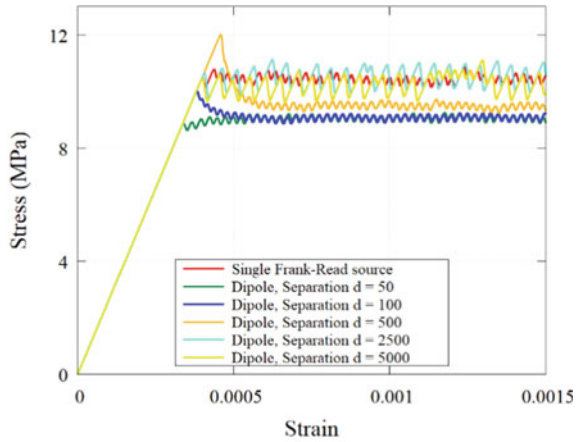 12
8
4
0
Stress (MPa)
Single Frank-Read source
Dipole, Separation d = 50
Dipole, Separation d = 100
Dipole, Separation d = 500
Dipole, Separation d = 2500
Dipole, Separation d = 5000
0 0.0005 0.001 0.0015
Strain